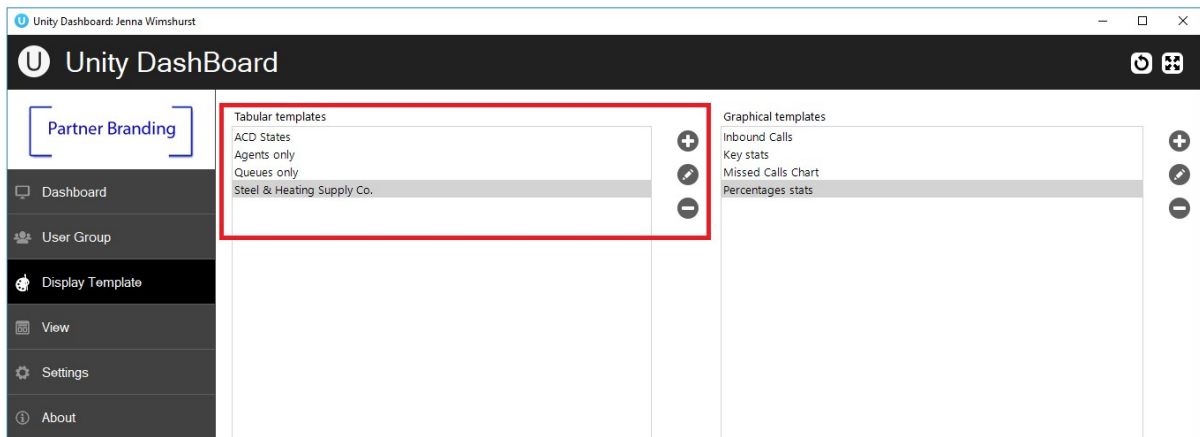 Unity Dashboard: Jenna Wimshurst
U Unity DashBoard
Partner Branding
Dashboard
User Group
Display Template
View
Settings
About
Tabular templates
ACD States
Agents only
Queues only
Steel & Heating Supply Co.
Graphical templates
Inbound Calls
Key stats
Missed Calls Chart
Percentages stats